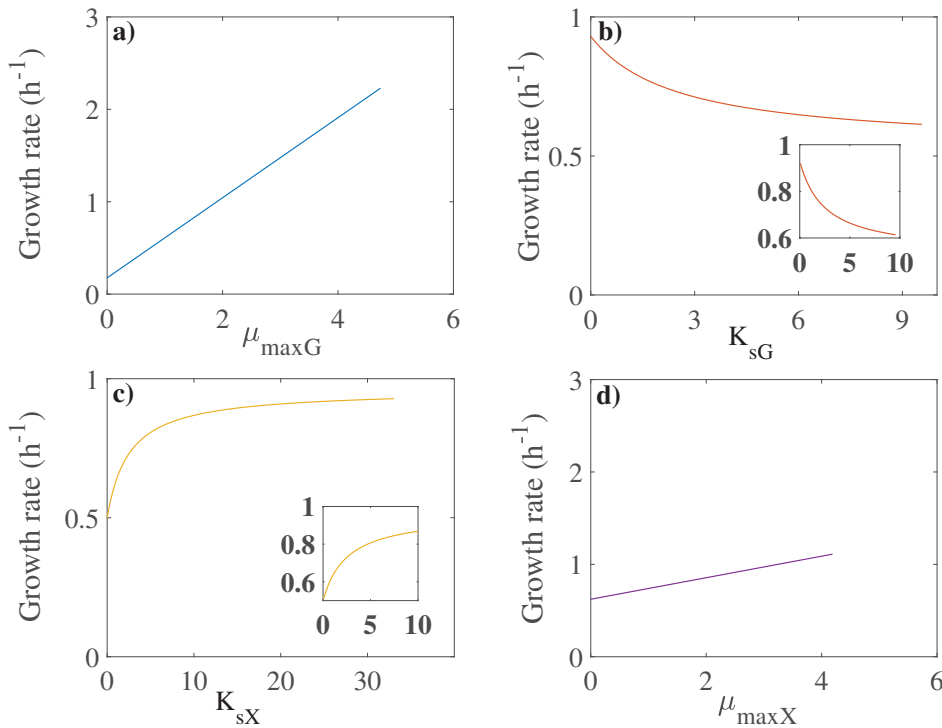 a)
Growth rate (h⁻¹)
3
2
1
0
0 2 4 6
μmaxG
b)
Growth rate (h⁻¹)
1
0.5
0
0 3 6 9
KsG
1
0.8
0.6
0 5 10
c)
Growth rate (h⁻¹)
1
0.5
0
0 10 20 30
KsX
1
0.8
0.6
0 5 10
d)
Growth rate (h⁻¹)
3
2
1
0
0 2 4 6
μmaxX